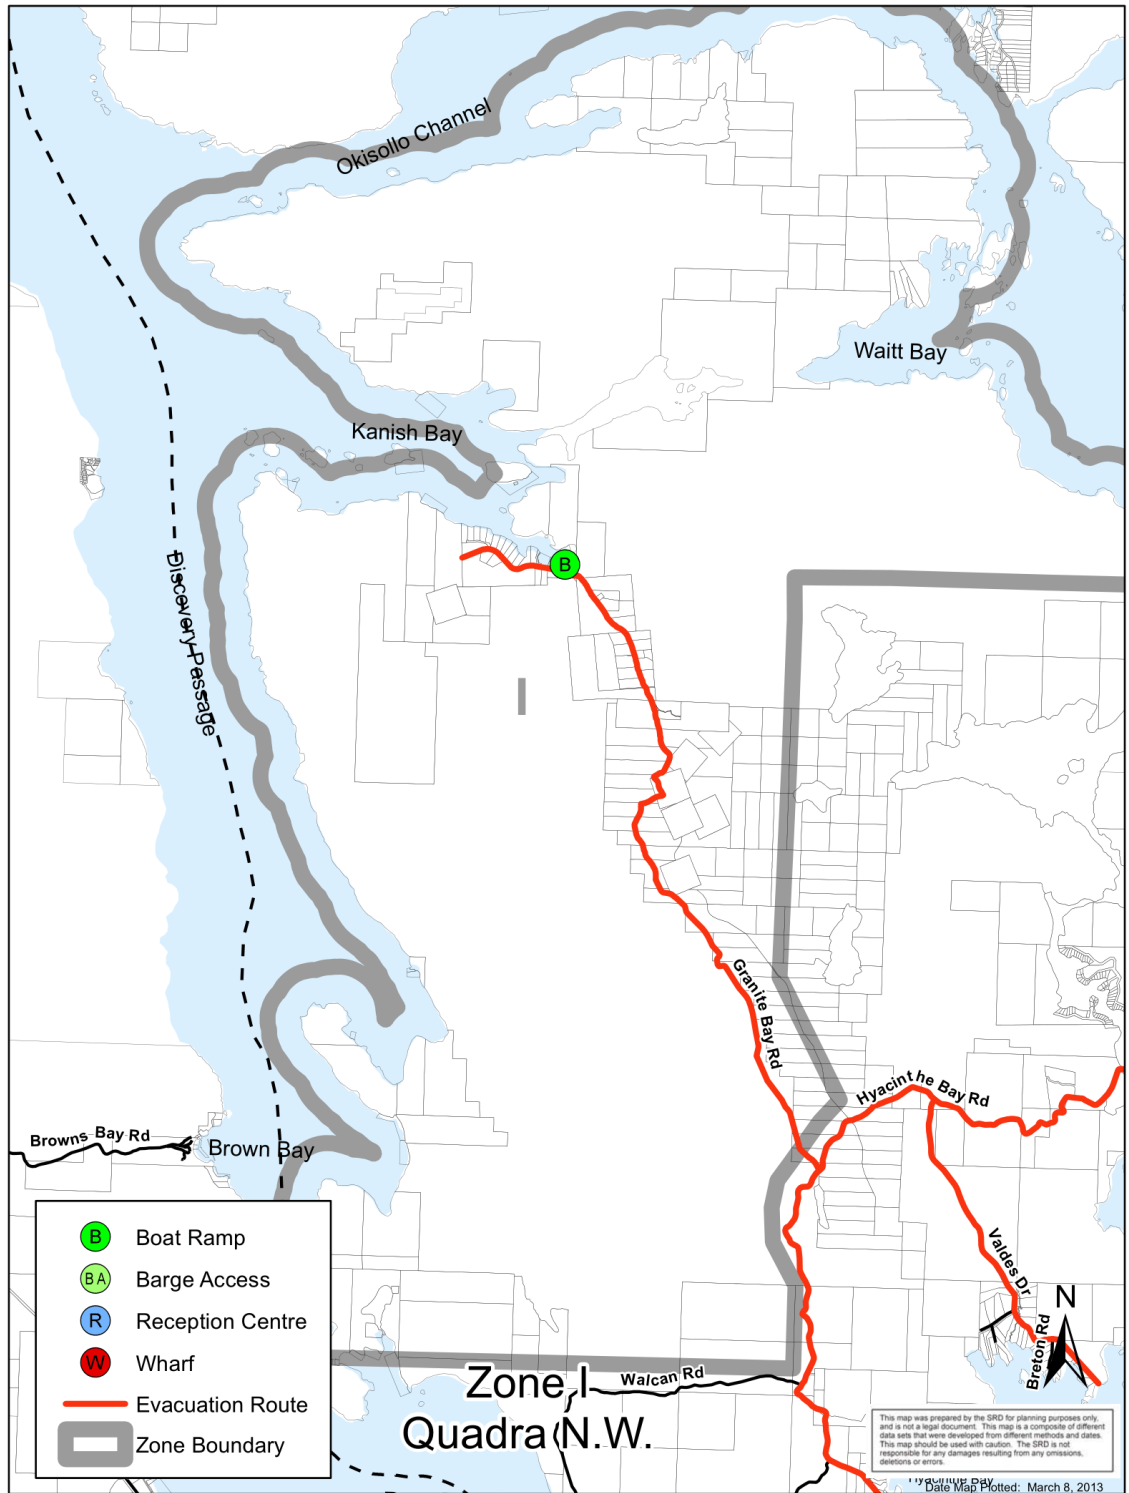 Okisollo Channel
Waitt Bay
Kanish Bay
B
Discovery Passage
Granite Bay Rd
Hyacinthe Bay Rd
Browns Bay Rd
Brown Bay
Valdes Dr
Breton Rd
N
B Boat Ramp
BA Barge Access
R Reception Centre
W Wharf
Evacuation Route
Zone Boundary
Walcan Rd
Zone I
Quadra N.W.
This map was prepared by the SRD for planning purposes only,
and is not a legal document. This map is a composite of different
data sets that were developed from different methods and dates.
This map should be used with caution. The SRD is not
responsible for any damages resulting from any omissions,
deletions or errors.
Hyacinthe Bay
Date Map Plotted: March 8, 2013